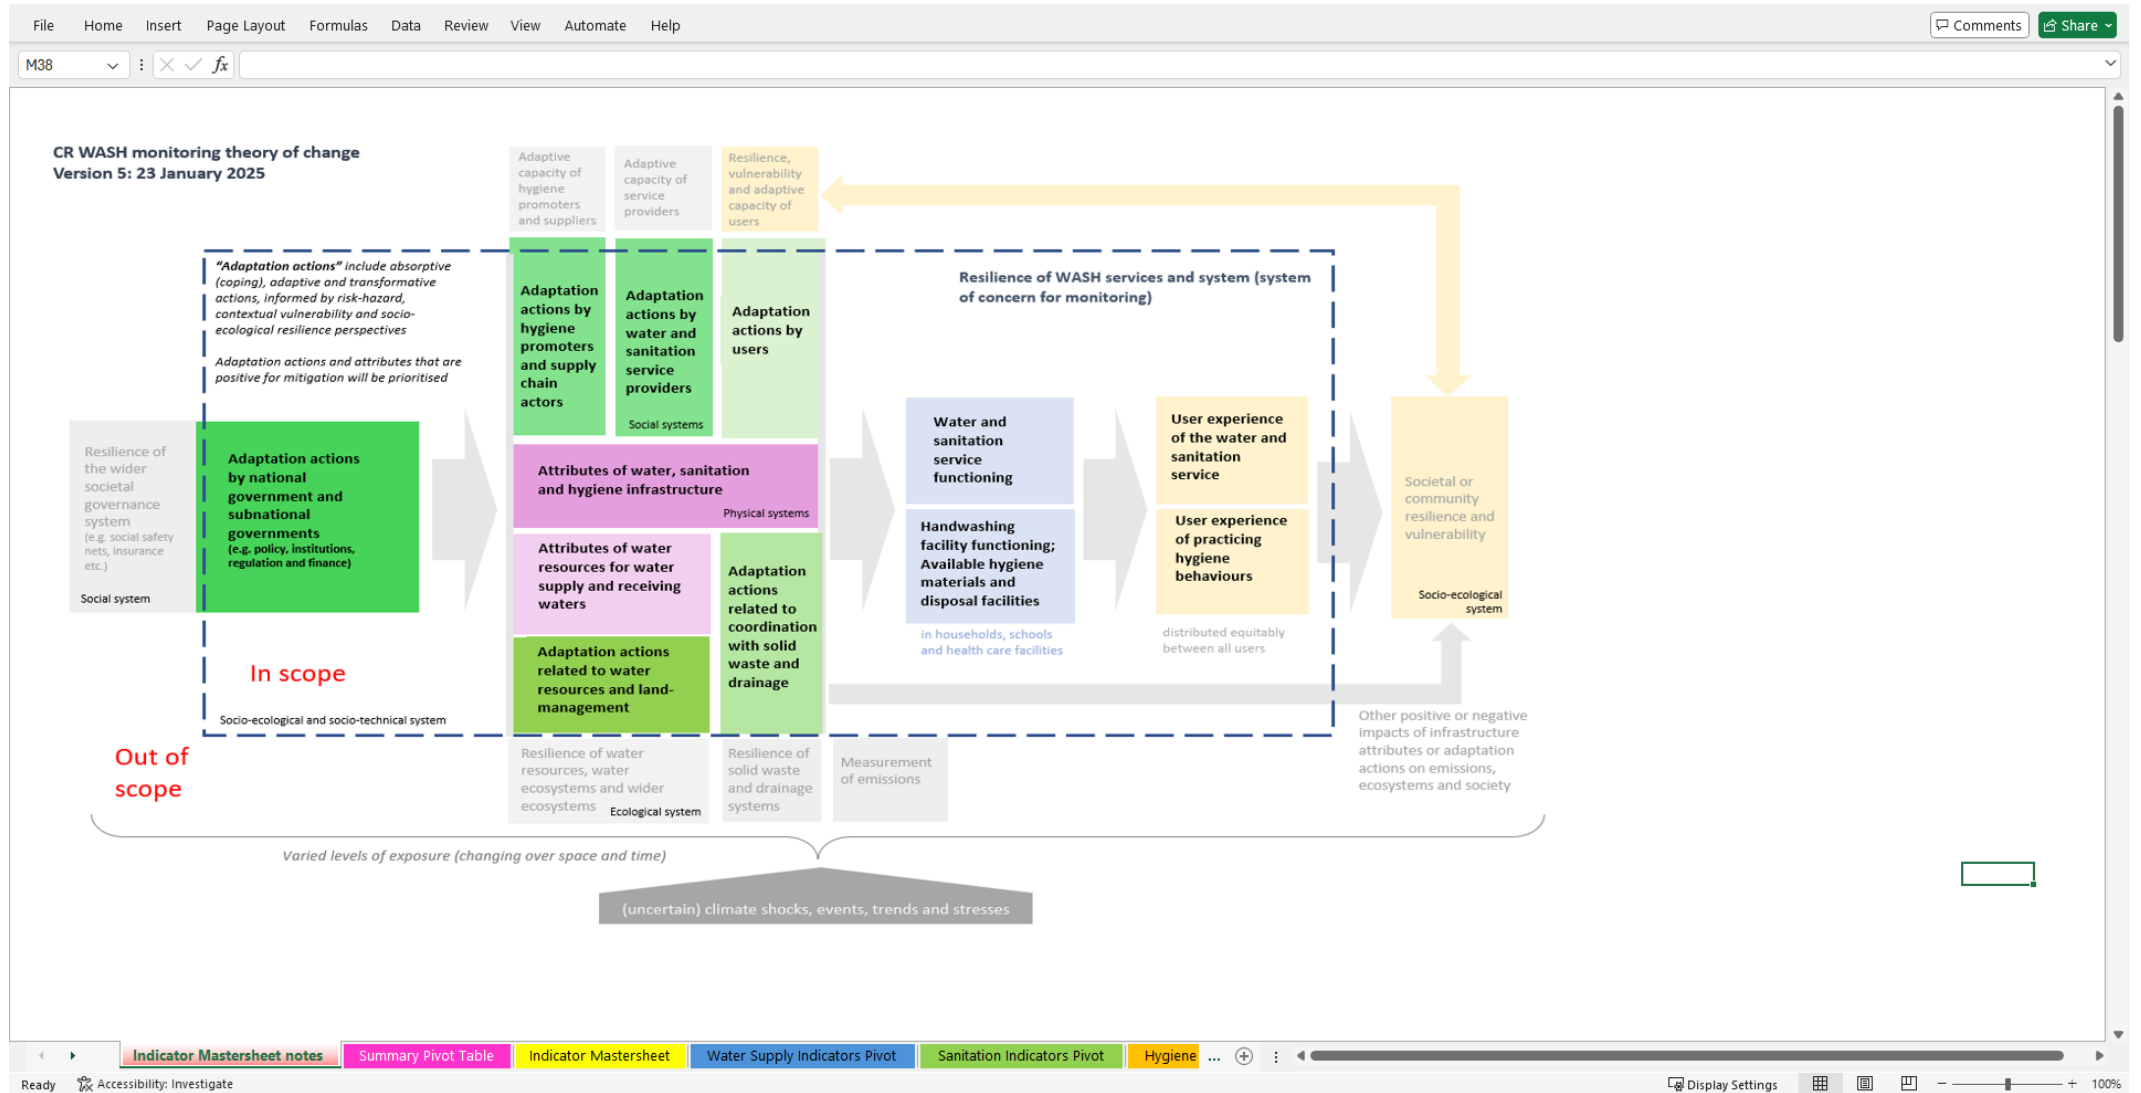 File Home Insert Page Layout Formulas Data Review View Automate Help Comments Share
M38 fx
CR WASH monitoring theory of change
Version 5: 23 January 2025
Adaptive
capacity of
hygiene
promoters
and suppliers
Adaptive
capacity of
service
providers
Resilience,
vulnerability
and adaptive
capacity of
users
“Adaptation actions” include absorptive
(coping), adaptive and transformative
actions, informed by risk-hazard,
contextual vulnerability and socio-
ecological resilience perspectives
Adaptation actions and attributes that are
positive for mitigation will be prioritised
Resilience of WASH services and system (system
of concern for monitoring)
Adaptation
actions by
hygiene
promoters
and supply
chain
actors
Adaptation
actions by
water and
sanitation
service
providers
Social systems
Adaptation
actions by
users
Resilience of
the wider
societal
governance
system
(e.g. social safety
nets, insurance
etc.)
Social system
Adaptation actions
by national
government and
subnational
governments
(e.g. policy, institutions,
regulation and finance)
Attributes of water, sanitation
and hygiene infrastructure
Physical systems
Attributes of water
resources for water
supply and receiving
waters
Adaptation
actions
related to
coordination
with solid
waste and
drainage
Adaptation actions
related to water
resources and land-
management
Water and
sanitation
service
functioning
Handwashing
facility functioning;
Available hygiene
materials and
disposal facilities
in households, schools
and health care facilities
User experience
of the water and
sanitation
service
User experience
of practicing
hygiene
behaviours
distributed equitably
between all users
Societal or
community
resilience and
vulnerability
Socio-ecological
system
In scope
Socio-ecological and socio-technical system
Out of
scope
Resilience of water
resources, water
ecosystems and wider
ecosystems
Ecological system
Resilience of
solid waste
and drainage
systems
Measurement
of emissions
Other positive or negative
impacts of infrastructure
attributes or adaptation
actions on emissions,
ecosystems and society
Varied levels of exposure (changing over space and time)
(uncertain) climate shocks, events, trends and stresses
Indicator Mastersheet notes Summary Pivot Table Indicator Mastersheet Water Supply Indicators Pivot Sanitation Indicators Pivot Hygiene ...
Ready Accessibility: Investigate Display Settings 100%